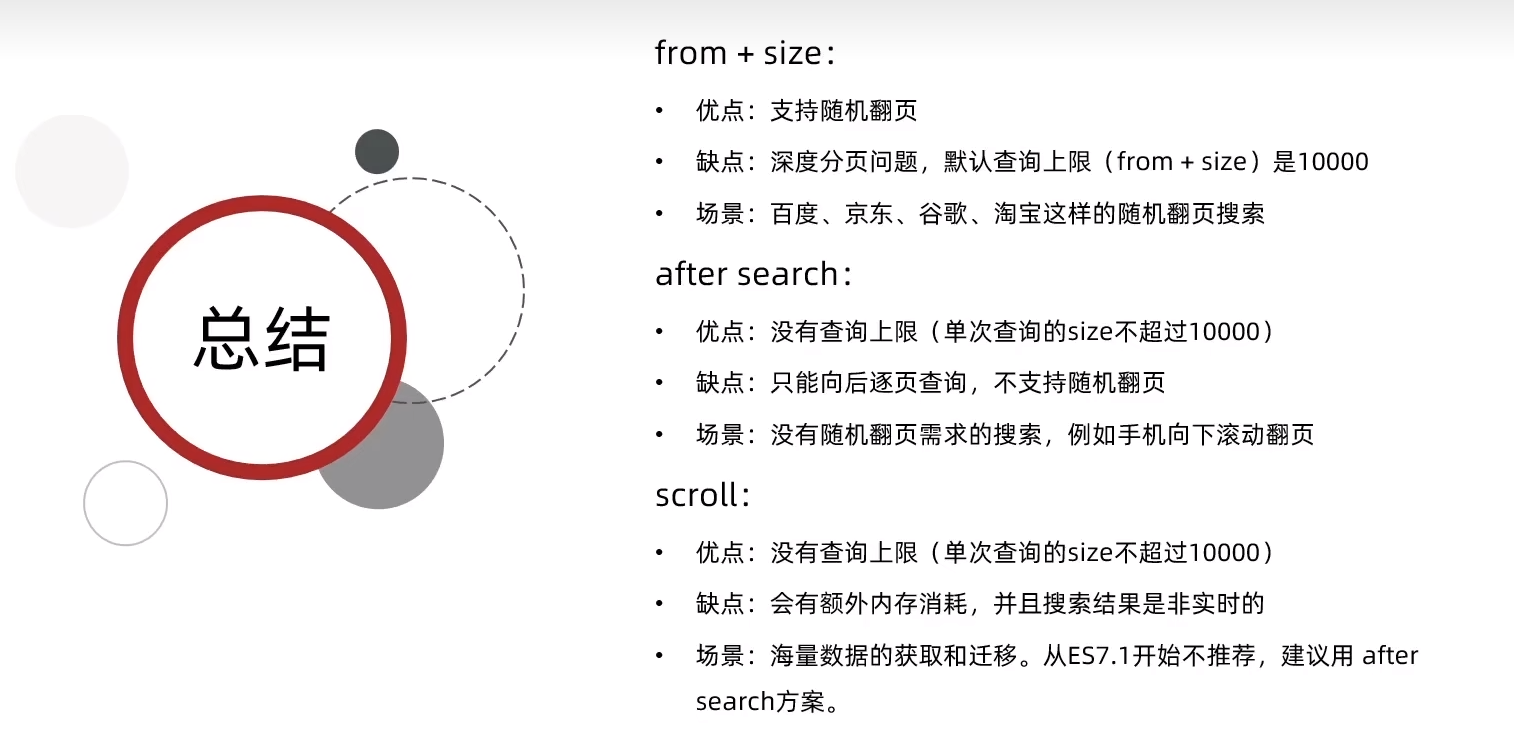 总结
from + size：
• 优点：支持随机翻页
• 缺点：深度分页问题，默认查询上限（from + size）是10000
• 场景：百度、京东、谷歌、淘宝这样的随机翻页搜索
after search：
• 优点：没有查询上限（单次查询的size不超过10000）
• 缺点：只能向后逐页查询，不支持随机翻页
• 场景：没有随机翻页需求的搜索，例如手机向下滚动翻页
scroll：
• 优点：没有查询上限（单次查询的size不超过10000）
• 缺点：会有额外内存消耗，并且搜索结果是非实时的
• 场景：海量数据的获取和迁移。从ES7.1开始不推荐，建议用 after
search方案。